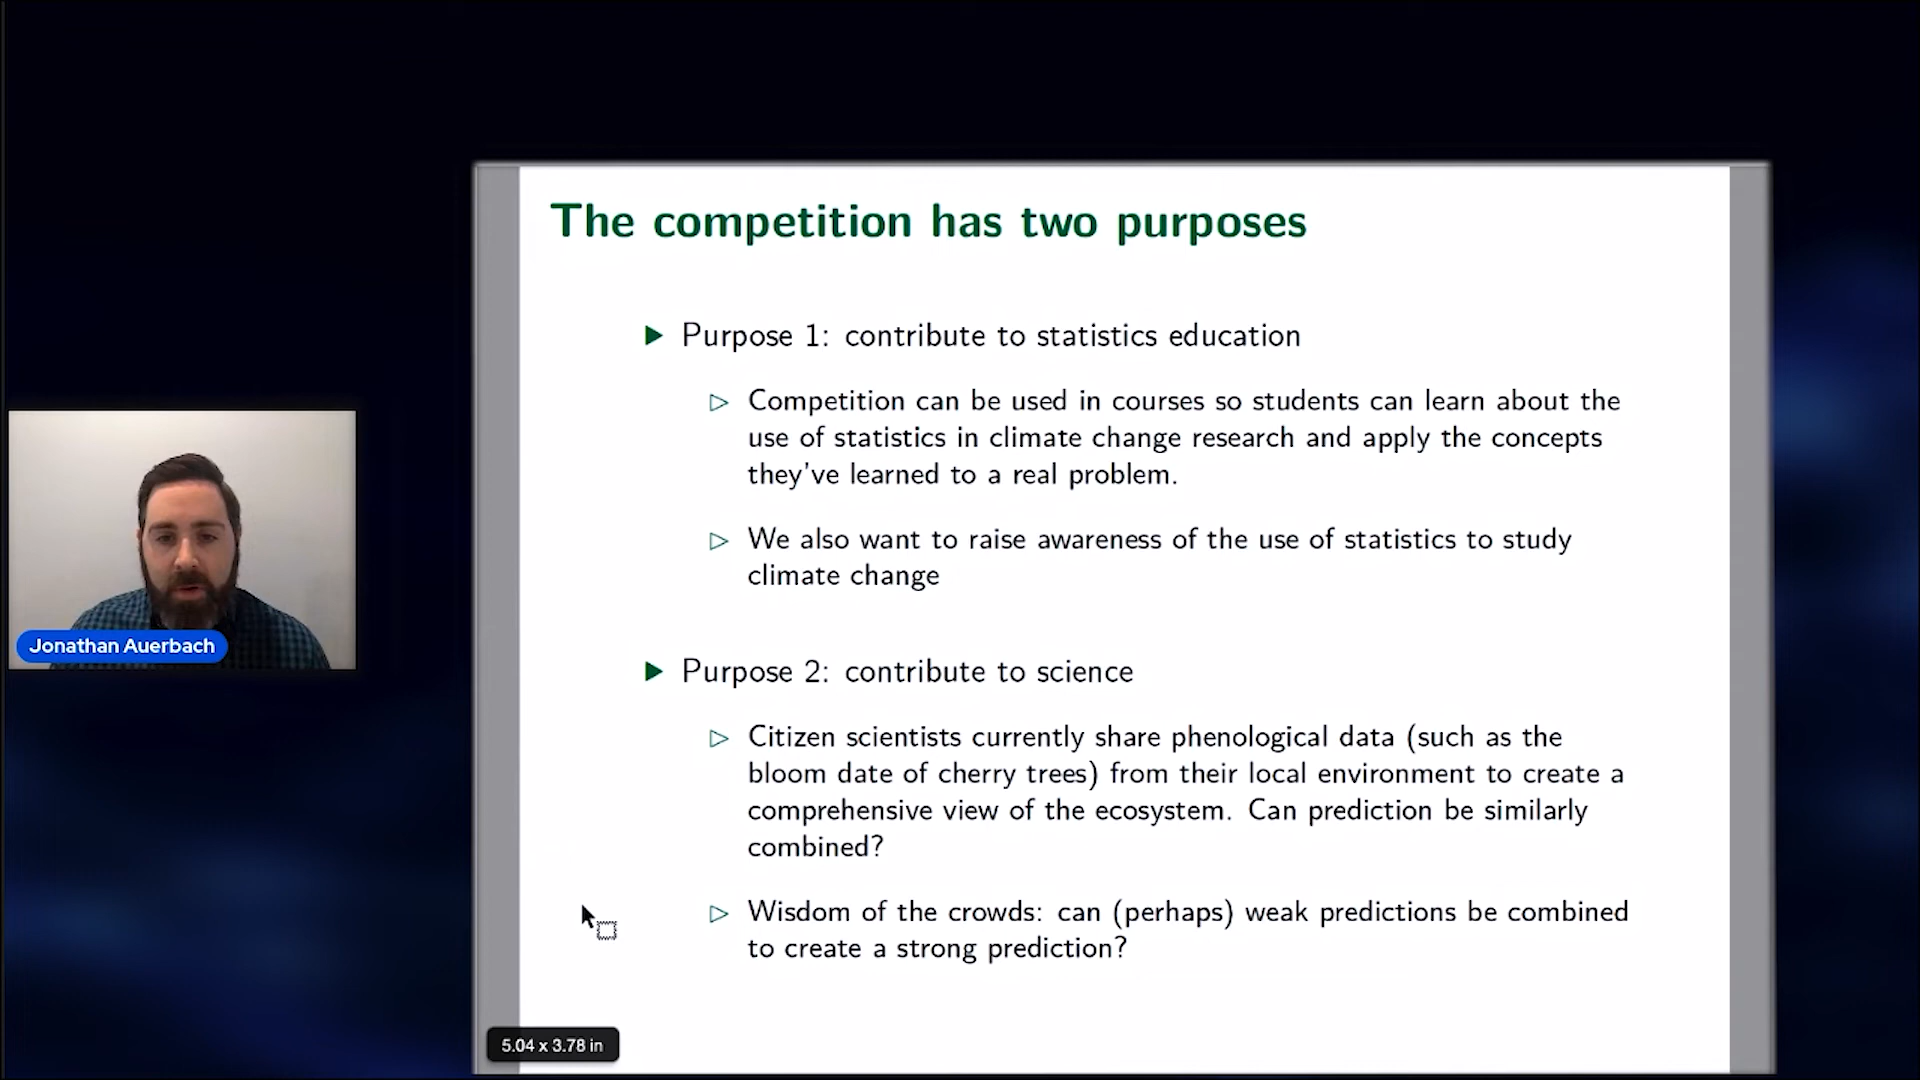 The competition has two purposes
Purpose 1: contribute to statistics education
Competition can be used in courses so students can learn about the
use of statistics in climate change research and apply the concepts
they've learned to a real problem.
We also want to raise awareness of the use of statistics to study
climate change
Jonathan Auerbach
Purpose 2: contribute to science
Citizen scientists currently share phenological data (such as the
bloom date of cherry trees) from their local environment to create a
comprehensive view of the ecosystem. Can prediction be similarly
combined?
Wisdom of the crowds: can (perhaps) weak predictions be combined
to create a strong prediction?
5.04 x 3.78 in